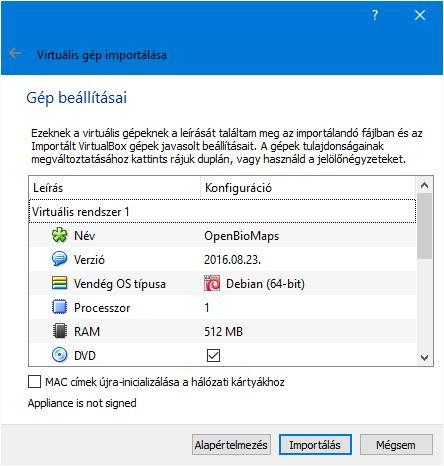 ?
Virtuális gép importálása
Gép beállításai
Ezeknek a virtuális gépeknek a leírását találtam meg az importálandó fájlban és az
Importált VirtualBox gépek javasolt beállításait. A gépek tulajdonságainak
megváltoztatásához kattints rájuk duplán, vagy használd a jelölőnégyzeteket.
Leírás Konfiguráció
Virtuális rendszer 1
Név OpenBioMaps
Verzió 2016.08.23.
Vendég OS típusa Debian (64-bit)
Processzor 1
RAM 512 MB
DVD
MAC címek újra-inicializálása a hálózati kártyákhoz
Appliance is not signed
Alapértelmezés Importálás Mégsem